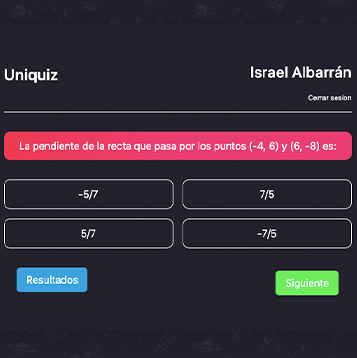 Uniquiz
Israel Albarrán
Cerrar sesion
La pendiente de la recta que pasa por los puntos (-4, 6) y (6, -8) es:
-5/7
7/5
5/7
-7/5
Resultados
Siguiente